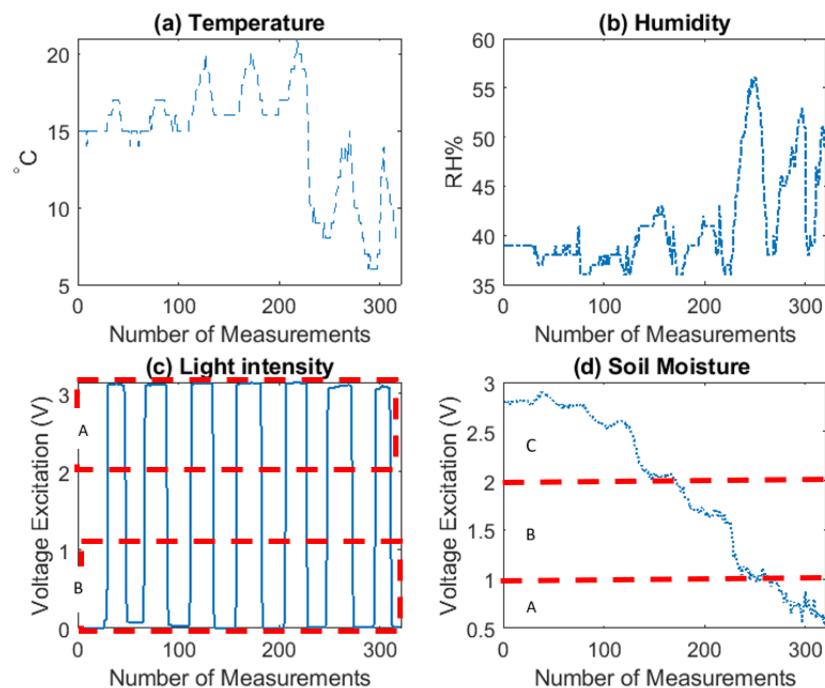 (a) Temperature
20
15
10
5
°C
0 100 200 300
Number of Measurements
(b) Humidity
60
55
50
45
40
35
RH%
0 100 200 300
Number of Measurements
(c) Light intensity
3
2
1
0
Voltage Excitation (V)
A
B
0 100 200 300
Number of Measurements
(d) Soil Moisture
3
2.5
2
1.5
1
0.5
Voltage Excitation (V)
C
B
A
0 100 200 300
Number of Measurements